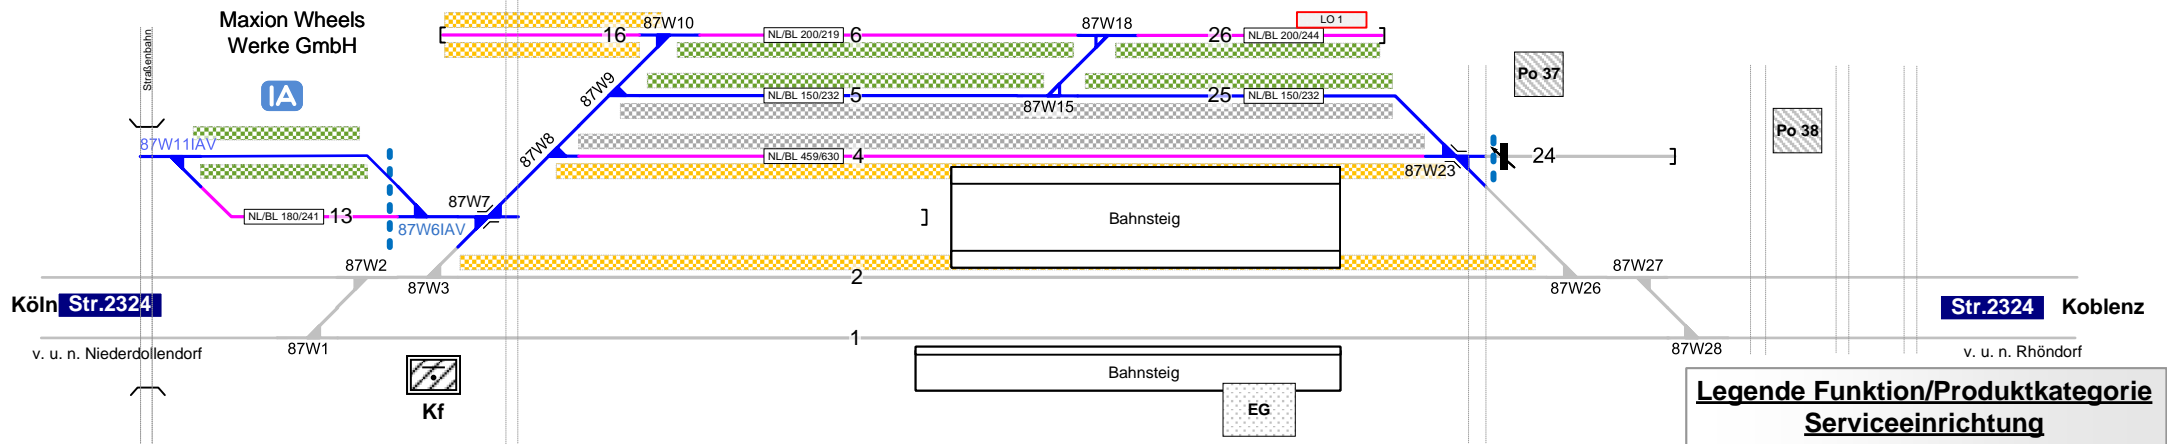 Maxion Wheels
Werke GmbH
Straßenbahn
IA
16
87W10
NL/BL 200/219
6
87W18
26
NL/BL 200/244
LO 1
Po 37
87W9
NL/BL 150/232
5
87W15
25
NL/BL 150/232
Po 38
87W11IAV
87W8
NL/BL 459/630
4
87W23
24
NL/BL 180/241
13
87W7
87W6IAV
Bahnsteig
87W2
87W3
2
87W26
87W27
Köln
Str.2324
Str.2324
Koblenz
87W1
1
87W28
v. u. n. Niederdollendorf
v. u. n. Rhöndorf
Kf
Bahnsteig
EG
Legende Funktion/Produktkategorie
Serviceeinrichtung